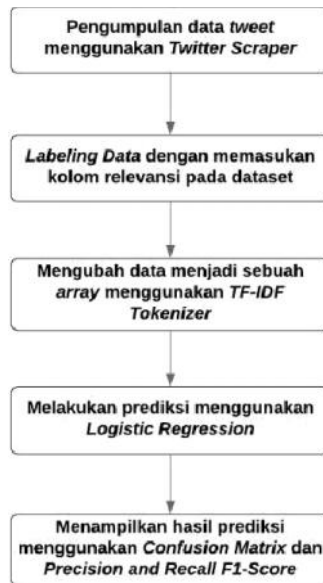 Pengumpulan data tweet
menggunakan Twitter Scraper
Labeling Data dengan memasukan
kolom relevansi pada dataset
Mengubah data menjadi sebuah
array menggunakan TF-IDF
Tokenizer
Melakukan prediksi menggunakan
Logistic Regression
Menampilkan hasil prediksi
menggunakan Confusion Matrix dan
Precision and Recall F1-Score